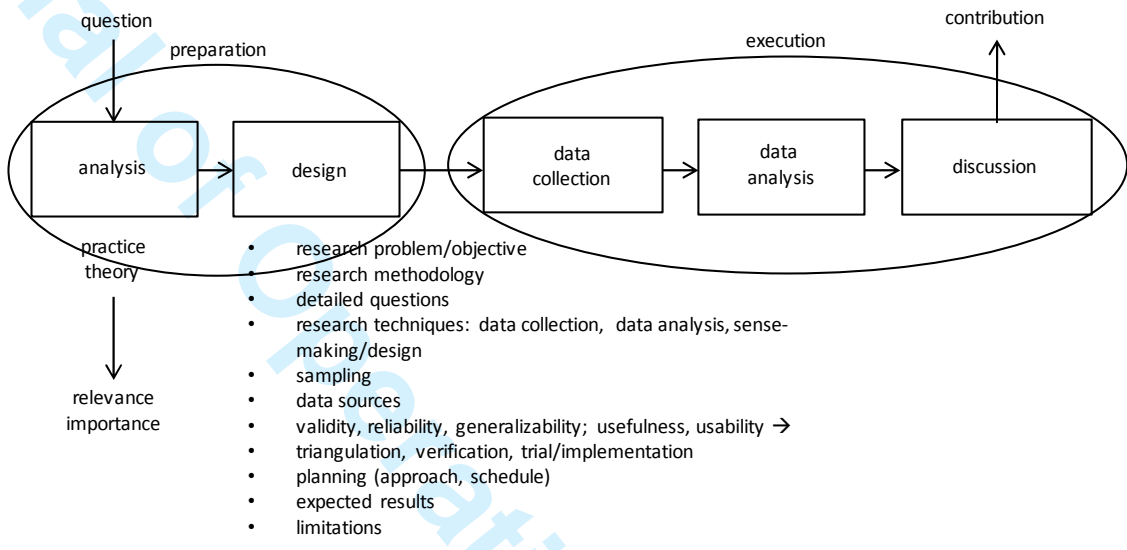 question
contribution
preparation
execution
analysis
design
data
collection
data
analysis
discussion
practice
theory
relevance
importance
• research problem/objective
• research methodology
• detailed questions
• research techniques: data collection, data analysis, sense-
making/design
• sampling
• data sources
• validity, reliability, generalizability; usefulness, usability →
• triangulation, verification, trial/implementation
• planning (approach, schedule)
• expected results
• limitations
of